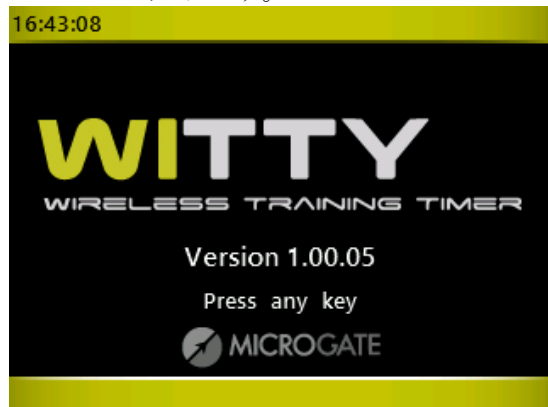 16:43:08
WITTY
WIRELESS TRAINING TIMER
Version 1.00.05
Press any key
MICROGATE